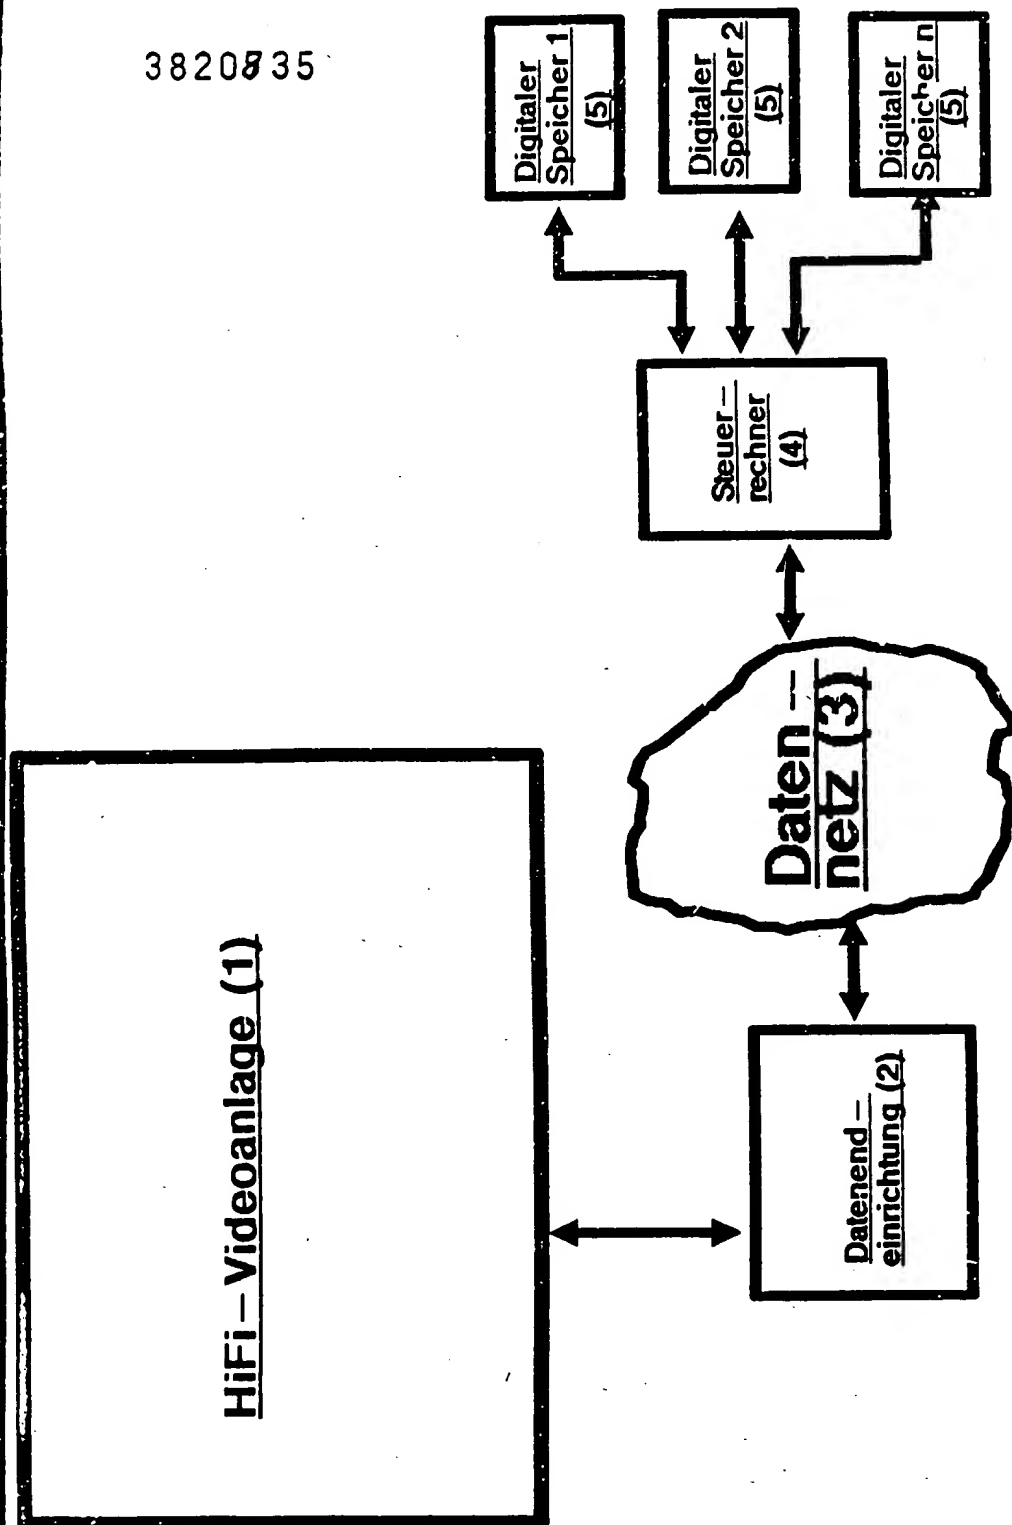 3820835
Digitaler
Speicher 1
(5)
Digitaler
Speicher 2
(5)
Digitaler
Speicher n
(5)
Steuer–
rechner
(4)
Daten–
netz (3)
HiFi–Videoanlage (1)
Datenend–
einrichtung (2)